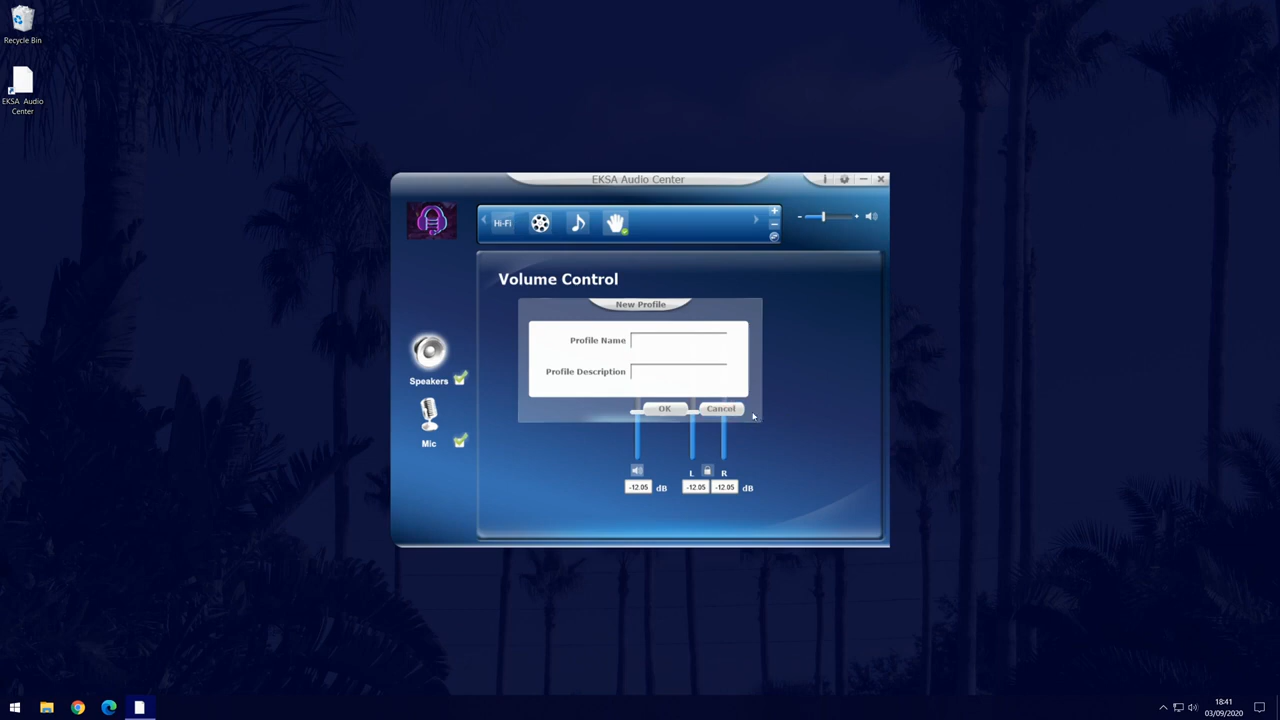 Recycle Bin
EKSA Audio
Center
EKSA Audio Center
Hi-Fi
Volume Control
New Profile
Profile Name
Profile Description
OK
Cancel
Speakers
Mic
L
R
-12.05 dB
-12.05 -12.05 dB
18:41
03/09/2020